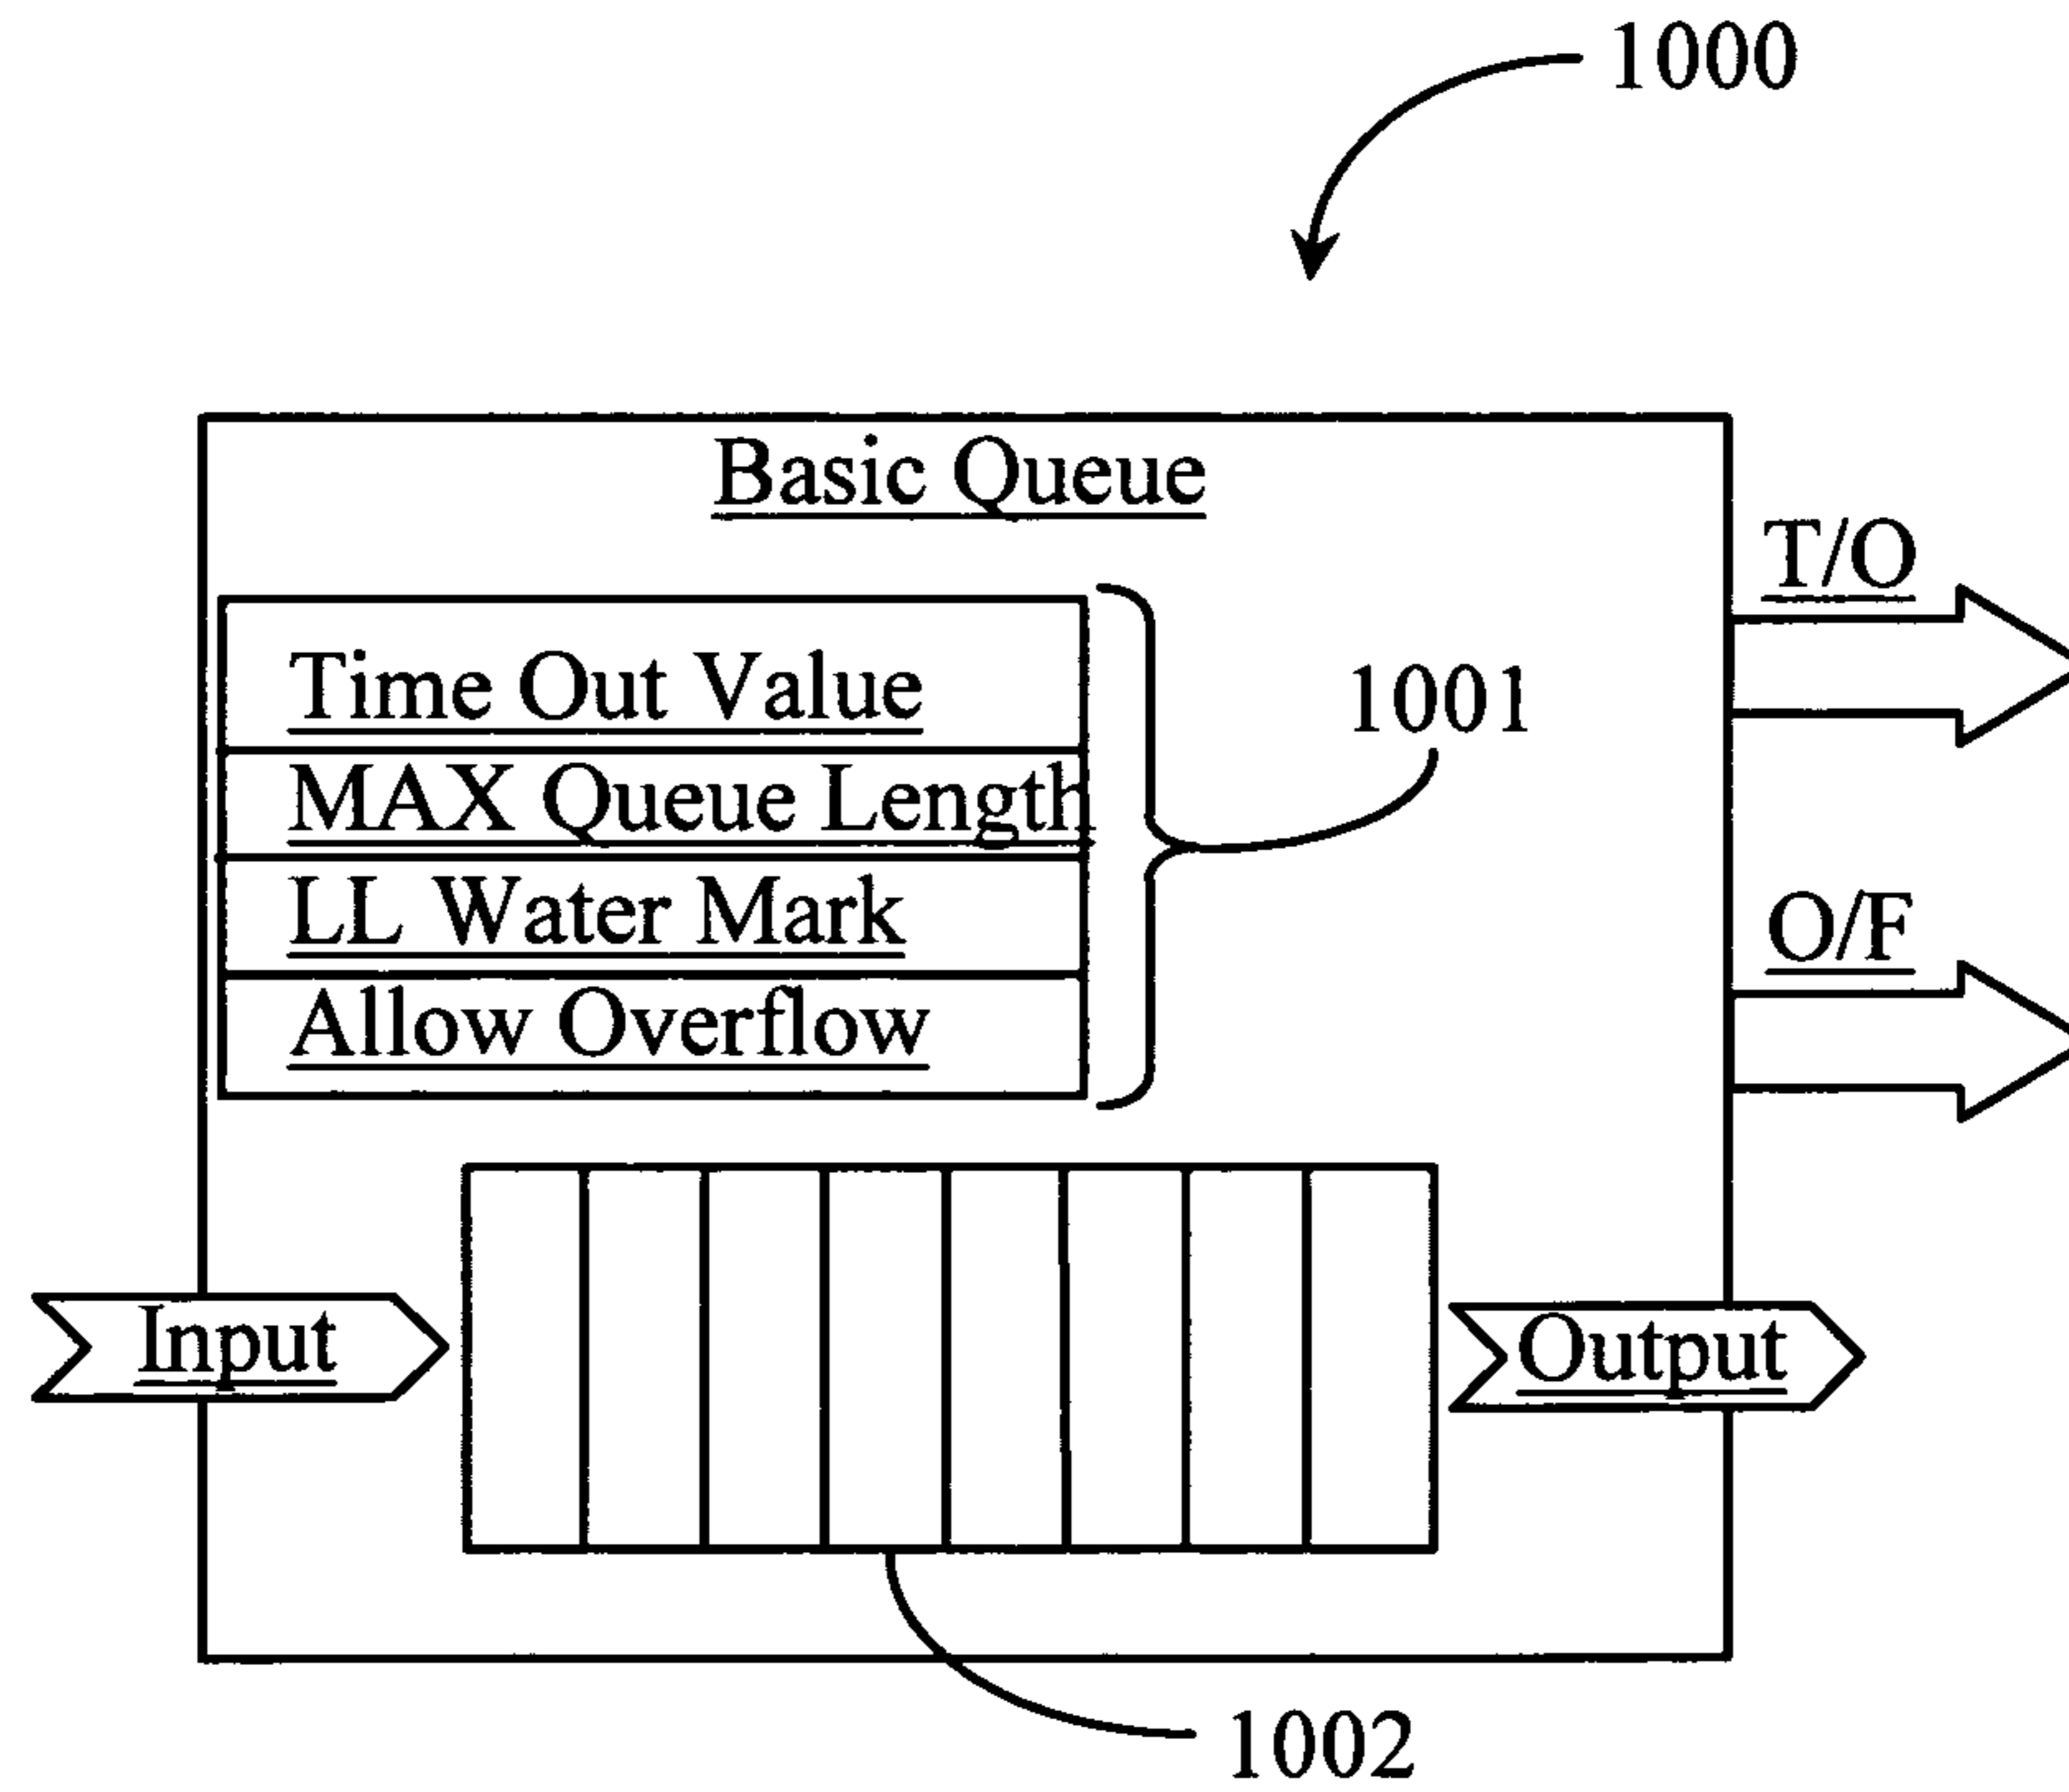 1000
Basic Queue
T/O
Time Out Value
1001
MAX Queue Length
LL Water Mark
O/F
Allow Overflow
Input
Output
1002